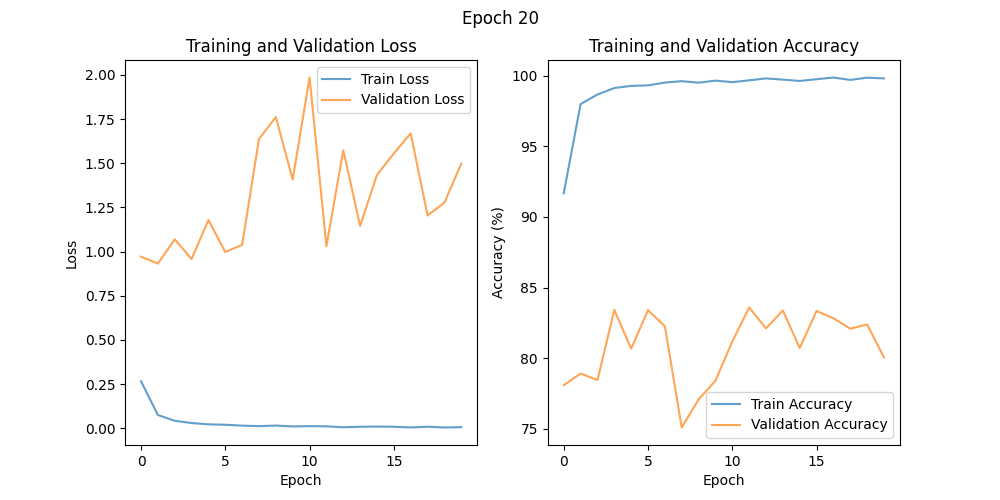 Epoch 20
Training and Validation Loss
Train Loss
Validation Loss
2.00
1.75
1.50
1.25
1.00
0.75
0.50
0.25
0.00
Loss
0
5
10
15
Epoch
Training and Validation Accuracy
100
95
90
85
80
75
Accuracy (%)
Train Accuracy
Validation Accuracy
0
5
10
15
Epoch